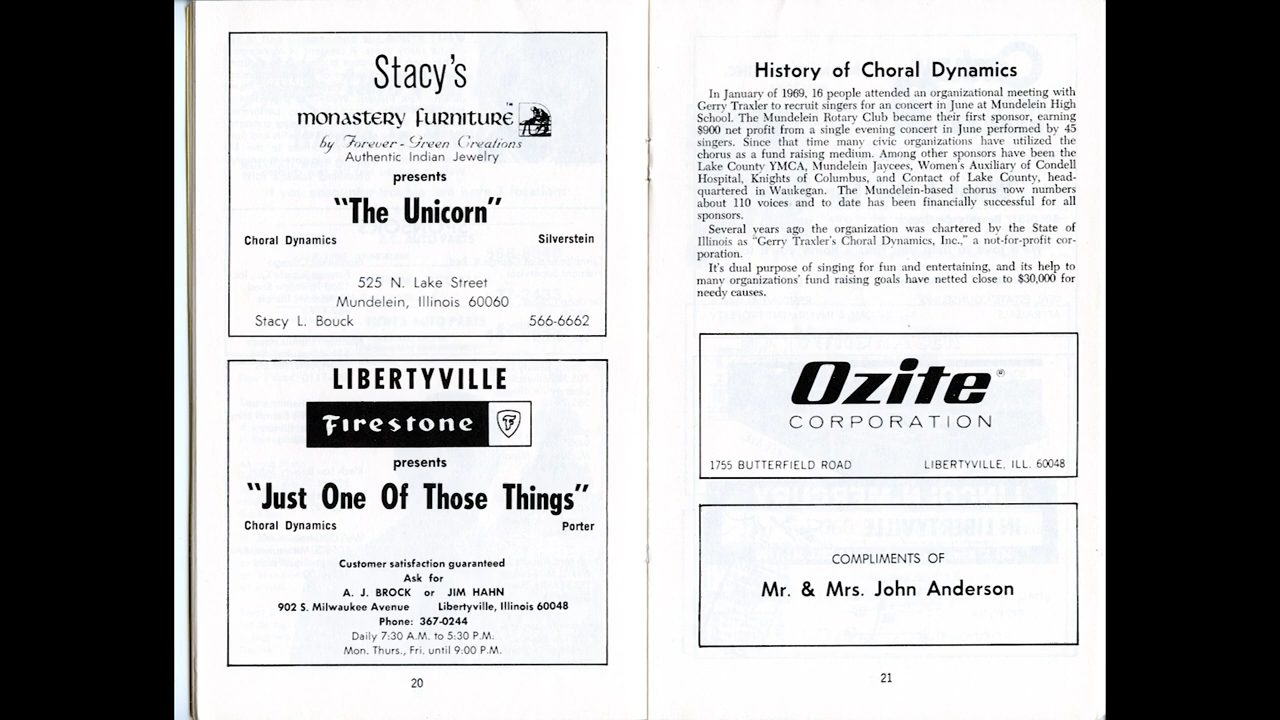 Stacy's
monastery furniture™
by Forever-Green Creations
Authentic Indian Jewelry
presents
"The Unicorn"
Choral Dynamics Silverstein
525 N. Lake Street
Mundelein, Illinois 60060
Stacy L. Bouck 566-6662
LIBERTYVILLE
Firestone F
presents
"Just One Of Those Things"
Choral Dynamics Porter
Customer satisfaction guaranteed
Ask for
A. J. BROCK or JIM HAHN
902 S. Milwaukee Avenue Libertyville, Illinois 60048
Phone: 367-0244
Daily 7:30 A.M. to 5:30 P.M.
Mon. Thurs., Fri. until 9:00 P.M.
20
History of Choral Dynamics
In January of 1969, 16 people attended an organizational meeting with
Gerry Traxler to recruit singers for an concert in June at Mundelein High
School. The Mundelein Rotary Club became their first sponsor, earning
$900 net profit from a single evening concert in June performed by 45
singers. Since that time many civic organizations have utilized the
chorus as a fund raising medium. Among other sponsors have been the
Lake County YMCA, Mundelein Jaycees, Women's Auxiliary of Condell
Hospital, Knights of Columbus, and Contact of Lake County, head-
quartered in Waukegan. The Mundelein-based chorus now numbers
about 110 voices and to date has been financially successful for all
sponsors.
Several years ago the organization was chartered by the State of
Illinois as "Gerry Traxler's Choral Dynamics, Inc.," a not-for-profit cor-
poration.
It's dual purpose of singing for fun and entertaining, and its help to
many organizations' fund raising goals have netted close to $30,000 for
needy causes.
Ozite®
CORPORATION
1755 BUTTERFIELD ROAD LIBERTYVILLE, ILL. 60048
COMPLIMENTS OF
Mr. & Mrs. John Anderson
21